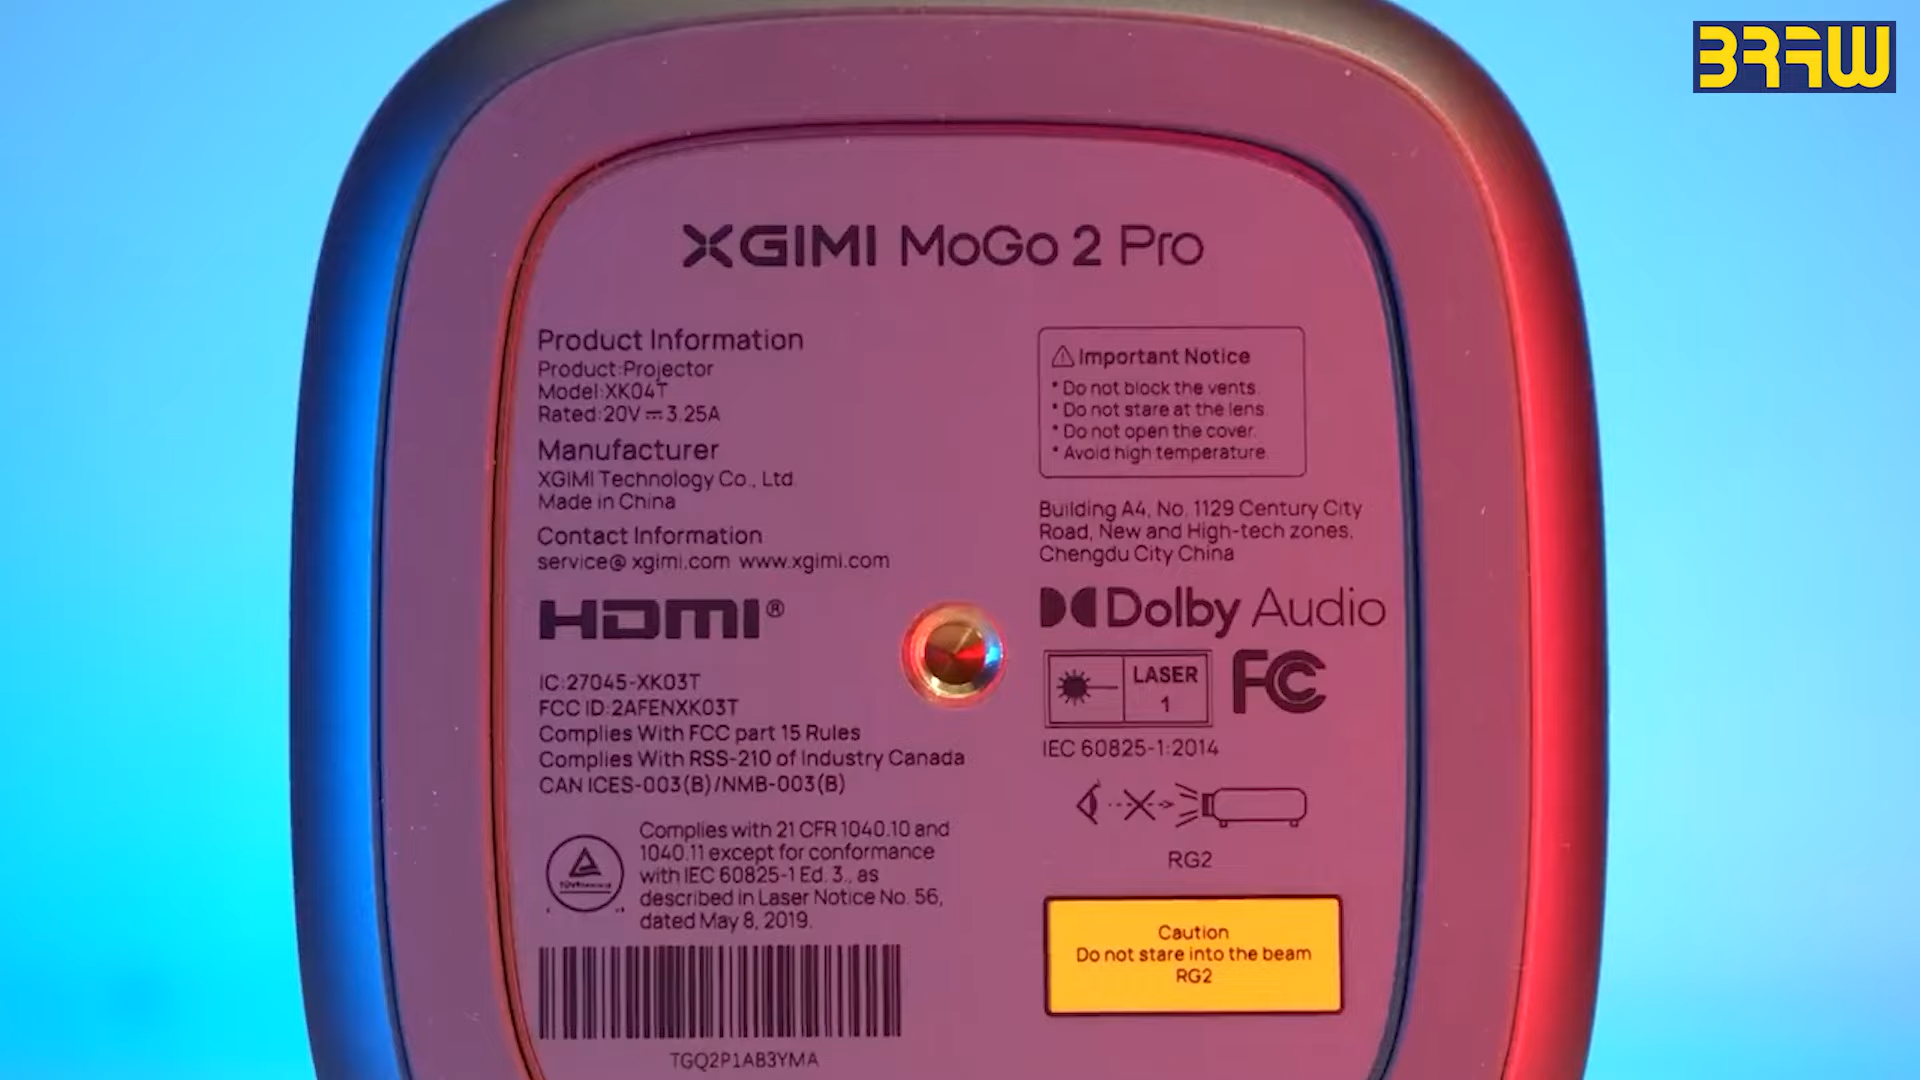 BRAW
XGIMI MoGo 2 Pro
Product Information
Product:Projector
Model:XK04T
Rated:20V⎓3.25A
Manufacturer
XGIMI Technology Co., Ltd.
Made in China
Contact Information
service@ xgimi.com www.xgimi.com
HDMI®
IC:27045-XK03T
FCC ID:2AFENXK03T
Complies With FCC part 15 Rules
Complies With RSS-210 of Industry Canada
CAN ICES-003(B)/NMB-003(B)
Complies with 21 CFR 1040.10 and
1040.11 except for conformance
with IEC 60825-1 Ed. 3., as
described in Laser Notice No. 56,
dated May 8, 2019.
TGQ2P1AB3YMA
⚠Important Notice
* Do not block the vents.
* Do not stare at the lens.
* Do not open the cover.
* Avoid high temperature.
Building A4, No. 1129 Century City
Road, New and High-tech zones,
Chengdu City China
Dolby Audio
LASER
1
FC
IEC 60825-1:2014
RG2
Caution
Do not stare into the beam
RG2